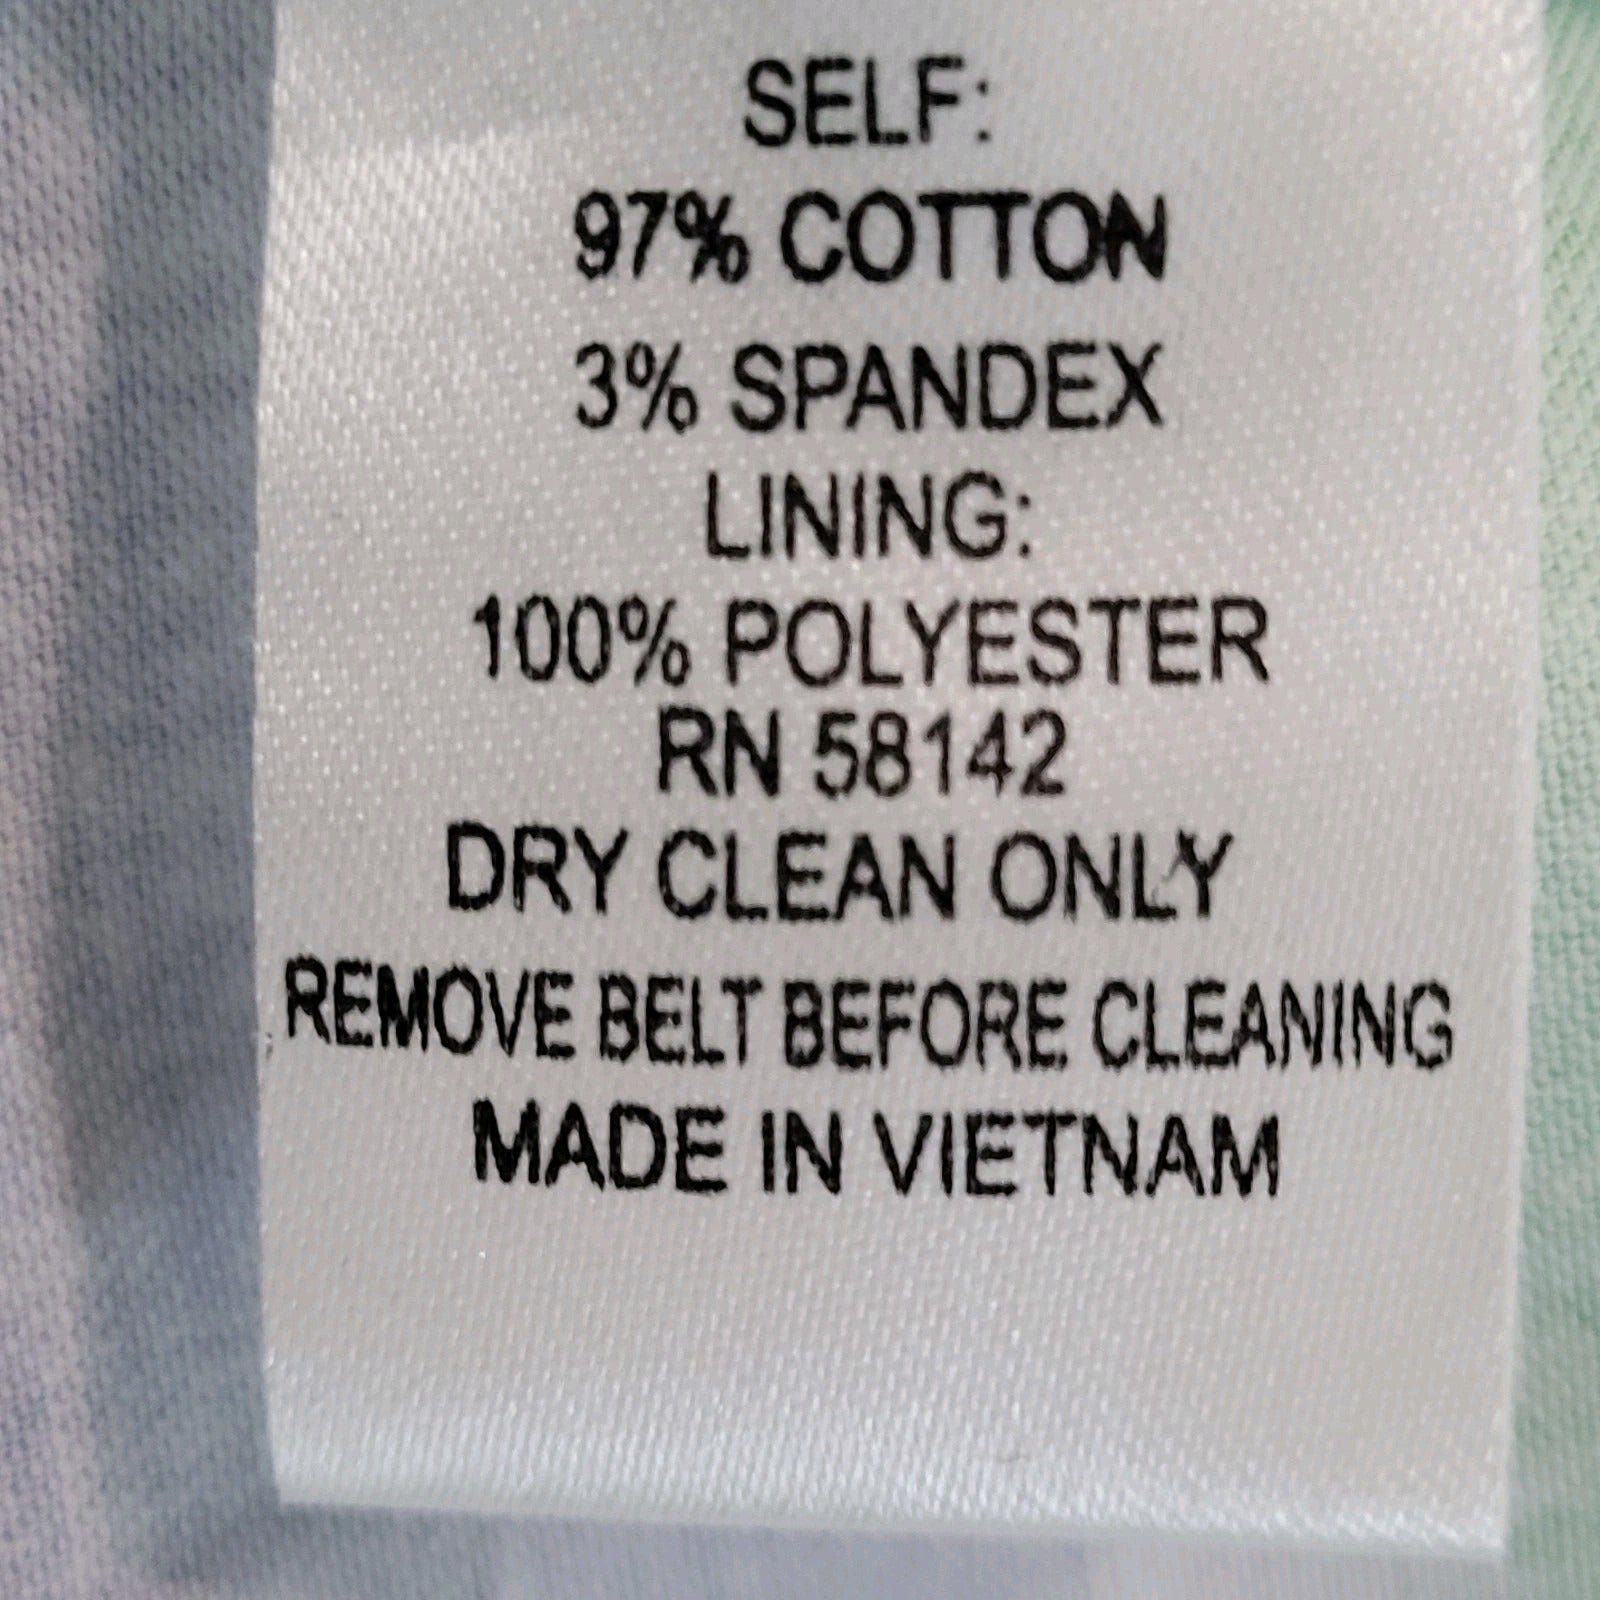 SELF:
97% COTTON
3% SPANDEX
LINING:
100% POLYESTER
RN 58142
DRY CLEAN ONLY
REMOVE BELT BEFORE CLEANING
MADE IN VIETNAM